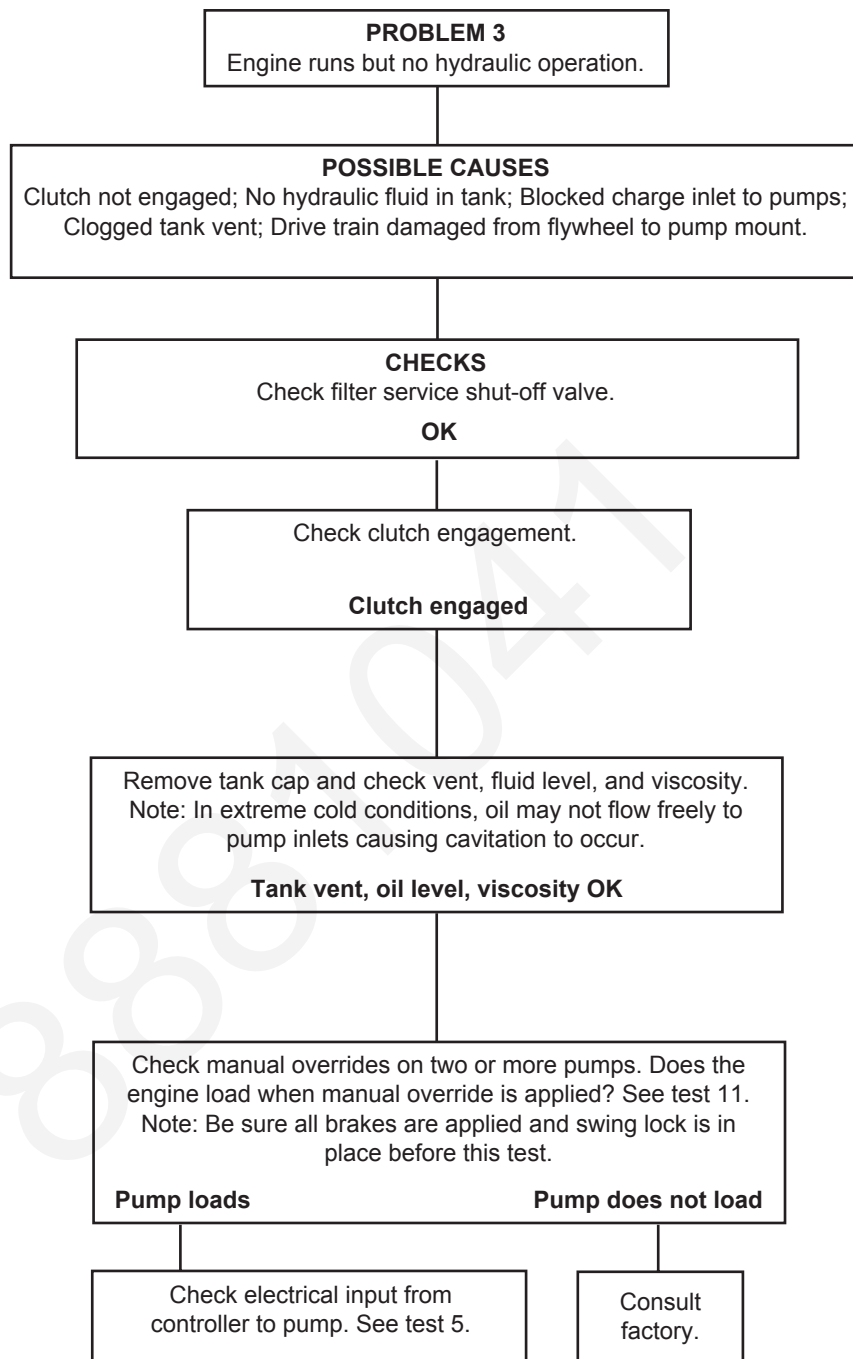 PROBLEM 3
Engine runs but no hydraulic operation.
POSSIBLE CAUSES
Clutch not engaged; No hydraulic fluid in tank; Blocked charge inlet to pumps;
Clogged tank vent; Drive train damaged from flywheel to pump mount.
CHECKS
Check filter service shut-off valve.
OK
Check clutch engagement.
Clutch engaged
Remove tank cap and check vent, fluid level, and viscosity.
Note: In extreme cold conditions, oil may not flow freely to
pump inlets causing cavitation to occur.
Tank vent, oil level, viscosity OK
Check manual overrides on two or more pumps. Does the
engine load when manual override is applied? See test 11.
Note: Be sure all brakes are applied and swing lock is in
place before this test.
Pump loads
Pump does not load
Check electrical input from
controller to pump. See test 5.
Consult
factory.
8881041